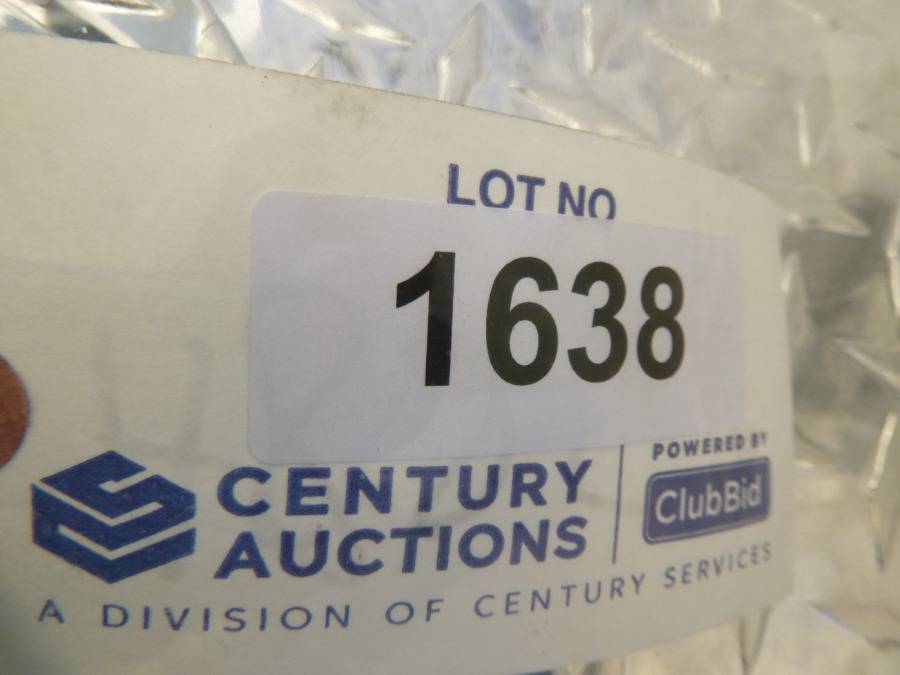 LOT NO
1638
CENTURY
AUCTIONS
POWERED BY
ClubBid
A DIVISION OF CENTURY SERVICES